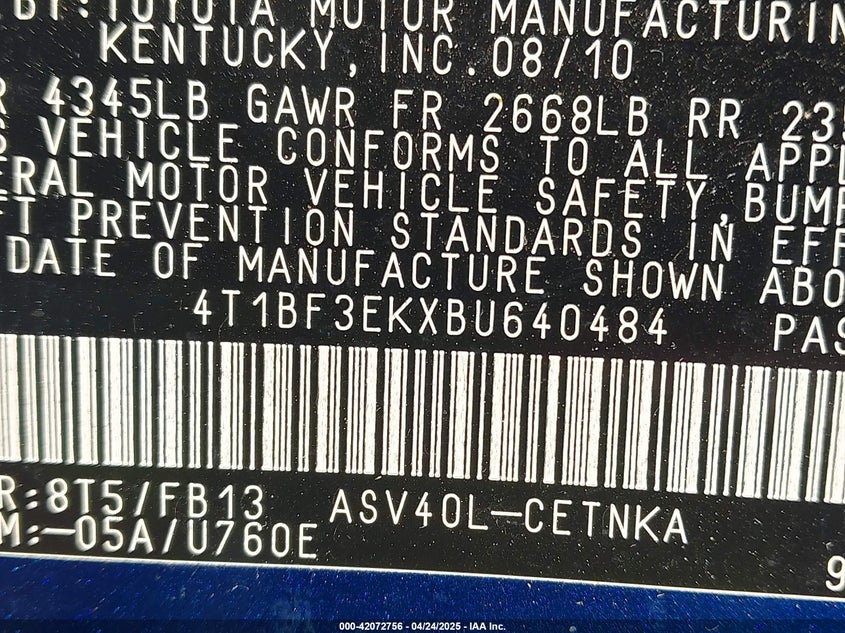 BY:TOYOTA MOTOR MANUFACTURIN
KENTUCKY, INC. 08/10
R 4345LB GAWR FR 2668LB RR 23
S VEHICLE CONFORMS TO ALL APPL
ERAL MOTOR VEHICLE SAFETY, BUMP
FT PREVENTION STANDARDS IN EFF
DATE OF MANUFACTURE SHOWN ABO
4T1BF3EKXBU640484 PAS
R:8T5/FB13 ASV40L-CETNKA
M:-05A/U760E 9
000-42072756 - 04/24/2025 - IAA Inc.